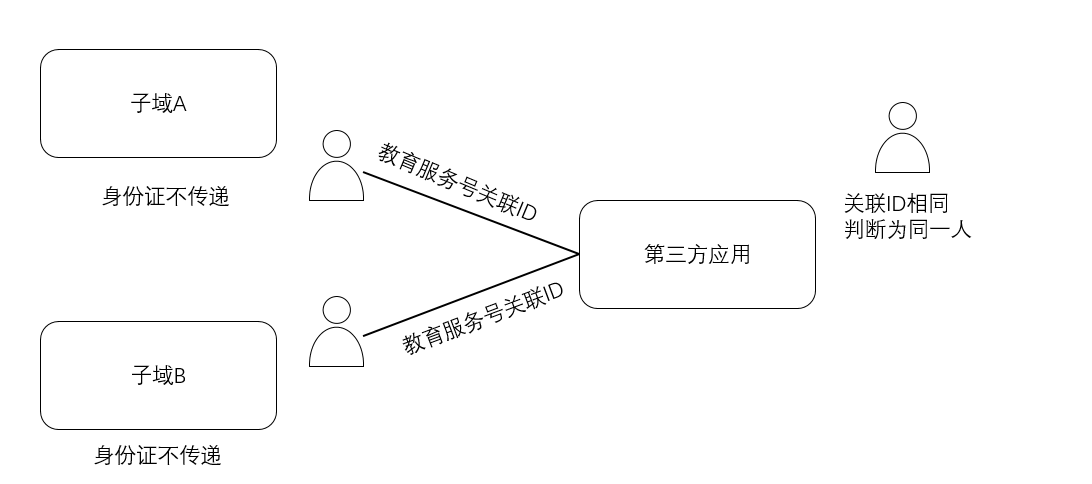 子域A
身份证不传递
教育服务号关联ID
第三方应用
关联ID相同
判断为同一人
教育服务号关联ID
子域B
身份证不传递